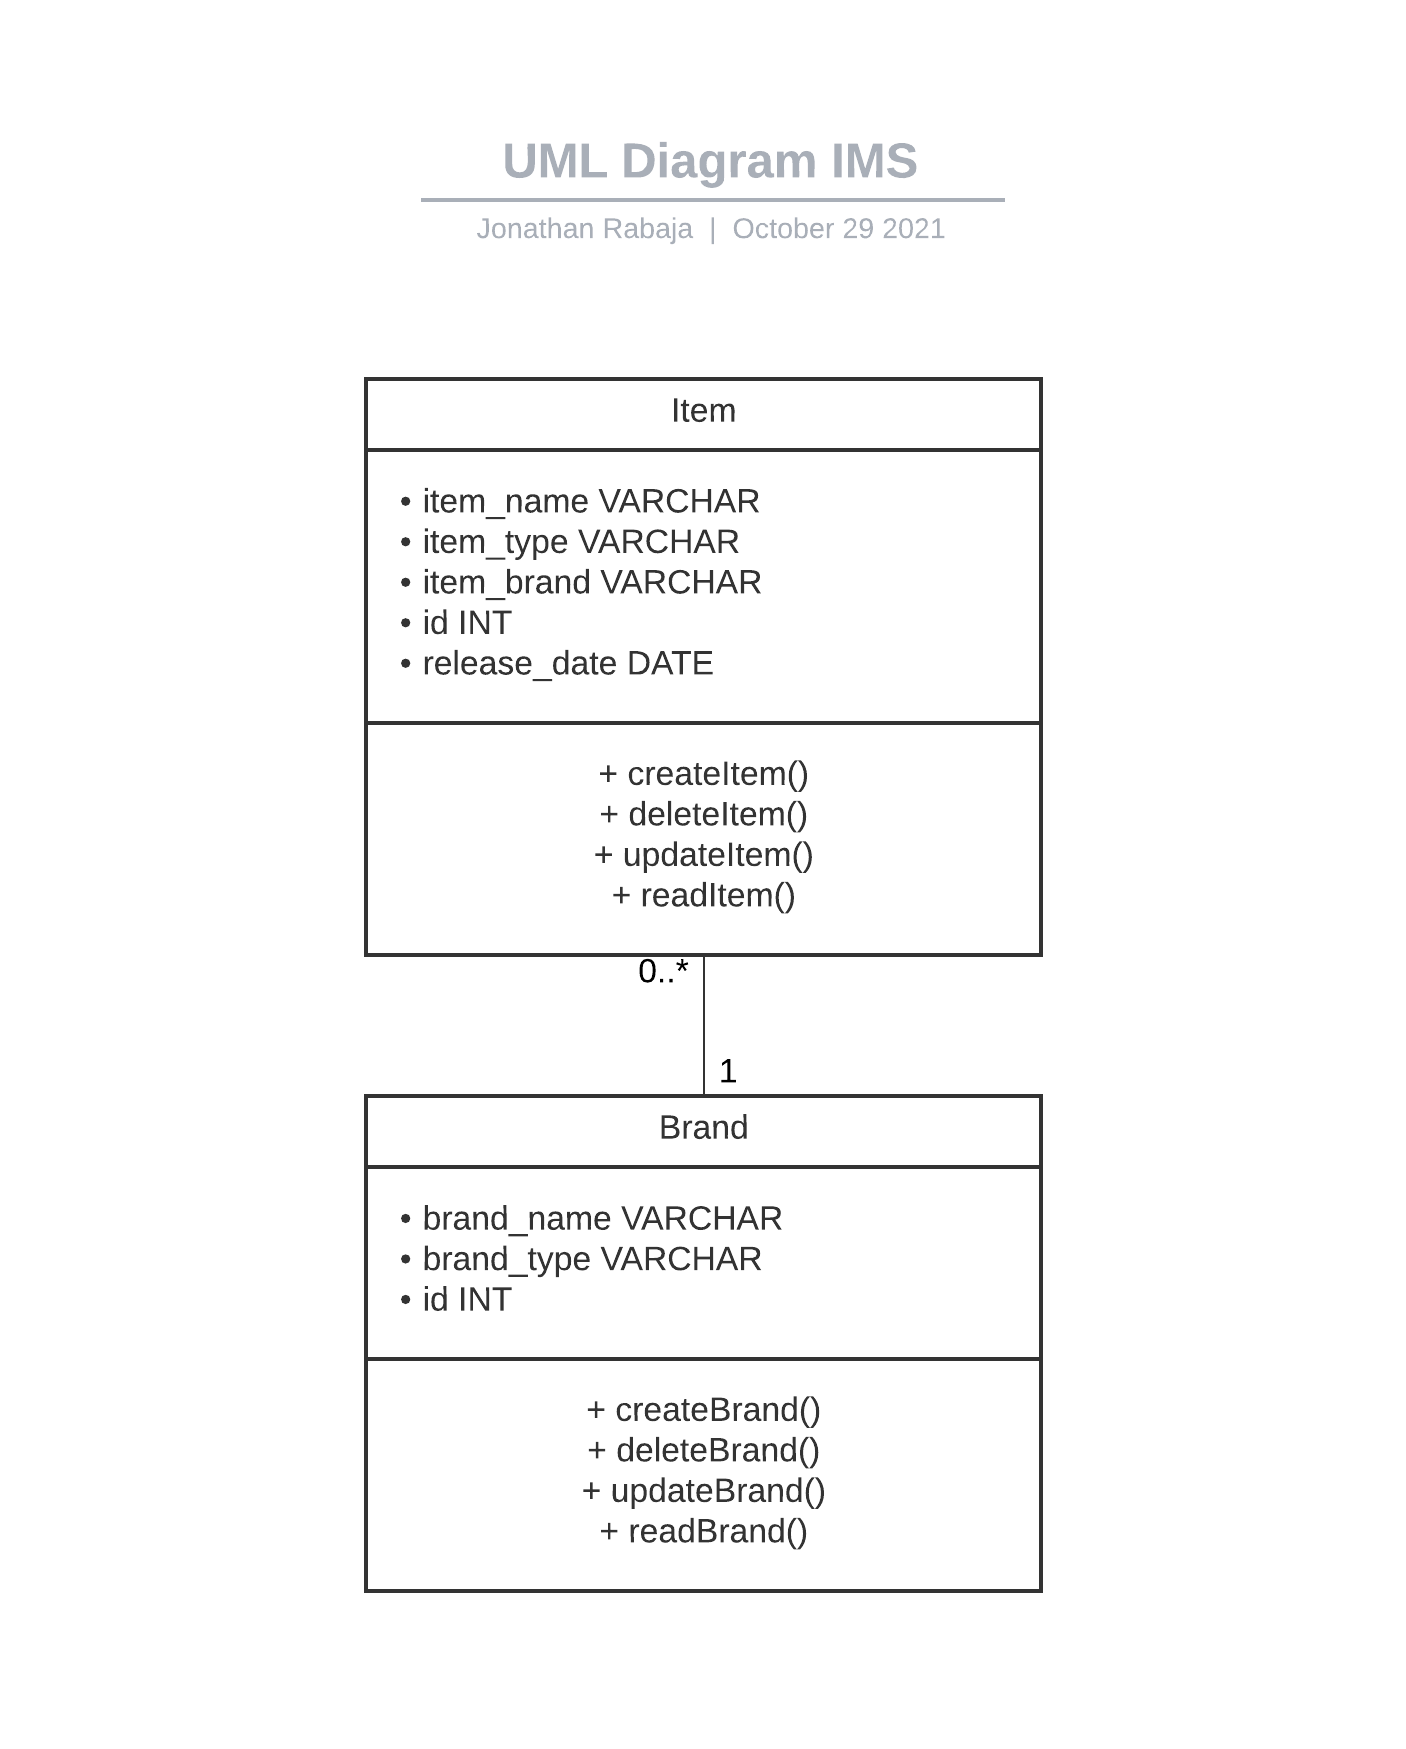 UML Diagram IMS
Jonathan Rabaja | October 29 2021
Item
• item_name VARCHAR
• item_type VARCHAR
• item_brand VARCHAR
• id INT
• release_date DATE
+ createItem()
+ deleteItem()
+ updateItem()
+ readItem()
0..*
1
Brand
• brand_name VARCHAR
• brand_type VARCHAR
• id INT
+ createBrand()
+ deleteBrand()
+ updateBrand()
+ readBrand()